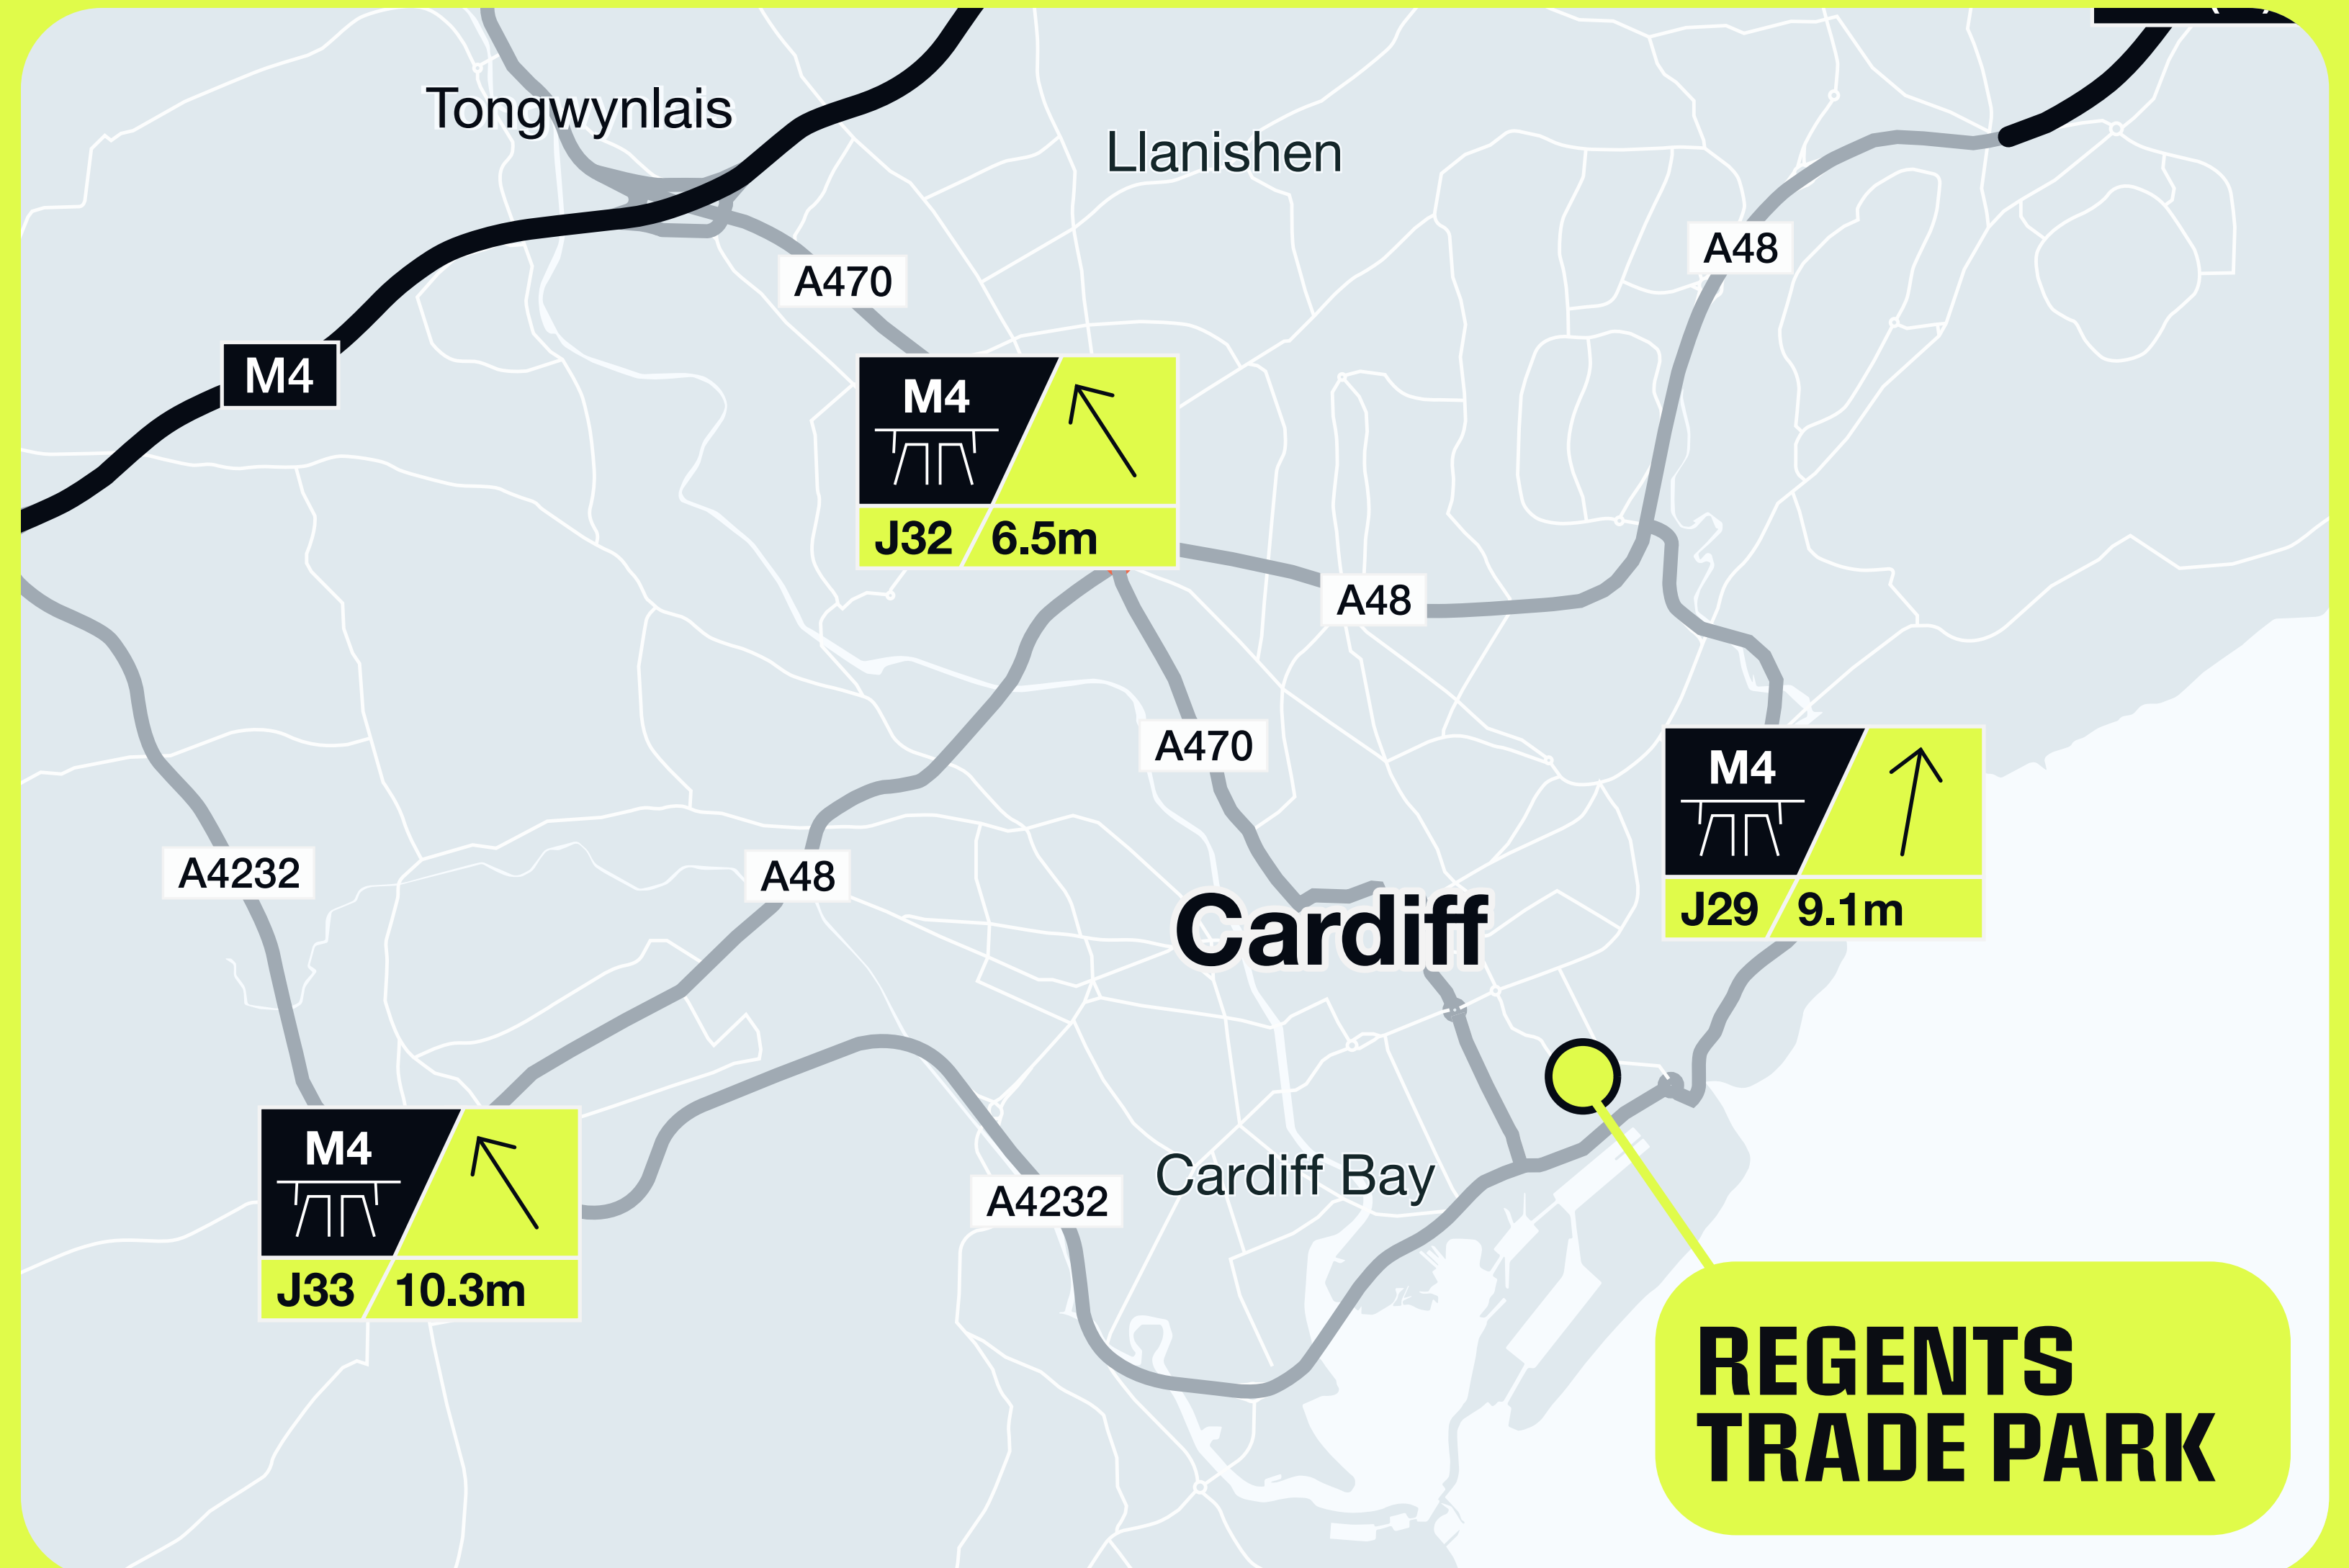 Tongwynlais
Llanishen
A48
A470
M4
M4
J32 6.5m
A48
A470
M4
J29 9.1m
A4232
A48
Cardiff
M4
J33 10.3m
A4232
Cardiff Bay
REGENTS
TRADE PARK